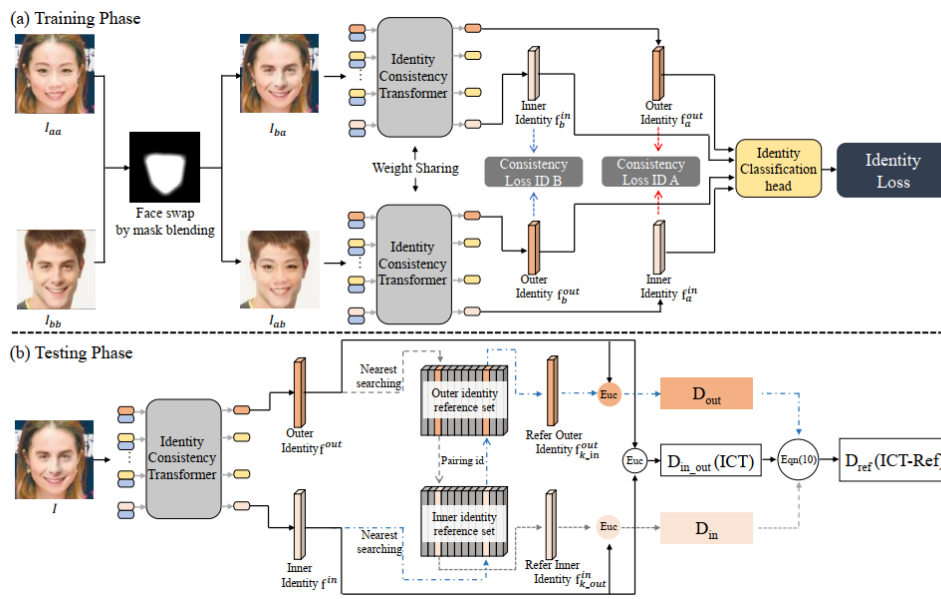 (a) Training Phase
I_aa
I_bb
Face swap
by mask blending
I_ba
I_ab
Identity
Consistency
Transformer
Weight Sharing
Identity
Consistency
Transformer
Inner
Identity f_b^in
Outer
Identity f_a^out
Consistency
Loss ID B
Consistency
Loss ID A
Outer
Identity f_b^out
Inner
Identity f_a^in
Identity
Classification
head
Identity
Loss
(b) Testing Phase
I
Identity
Consistency
Transformer
Outer
Identity f^out
Inner
Identity f^in
Nearest
searching
Nearest
searching
Outer identity
reference set
Pairing id
Inner identity
reference set
Refer Outer
Identity f_k_in^out
Refer Inner
Identity f_k_out^in
Euc
Euc
Euc
D_out
D_in_out (ICT)
D_in
Eqn(10)
D_ref (ICT-Ref)